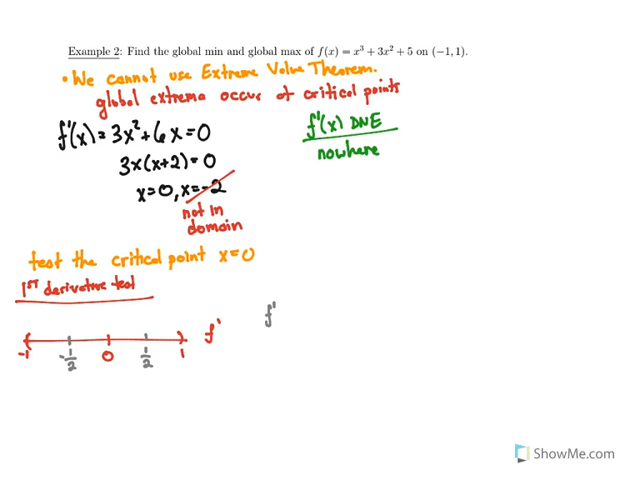 Example 2: Find the global min and global max of f(x) = x³ + 3x² + 5 on (−1, 1).
• We cannot use Extreme Value Theorem.
global extrema occur at critical points
f'(x) = 3x² + 6x = 0
3x(x+2) = 0
x=0, x=-2
not in
domain
f'(x) DNE
nowhere
test the critical point x=0
1ST derivative test
-1 -1/2 0 1/2 1 f'
f'
ShowMe.com